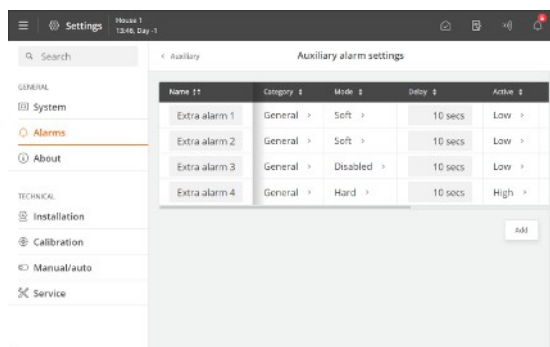 Settings
House 1
13:46, Day -1
Search
< Auxiliary
Auxiliary alarm settings
GENERAL
System
Alarms
About
TECHNICAL
Installation
Calibration
Manual/auto
Service
Name Category Mode Delay Active
Extra alarm 1 General > Soft > 10 secs Low >
Extra alarm 2 General > Soft > 10 secs Low >
Extra alarm 3 General > Disabled > 10 secs Low >
Extra alarm 4 General > Hard > 10 secs High >
Add